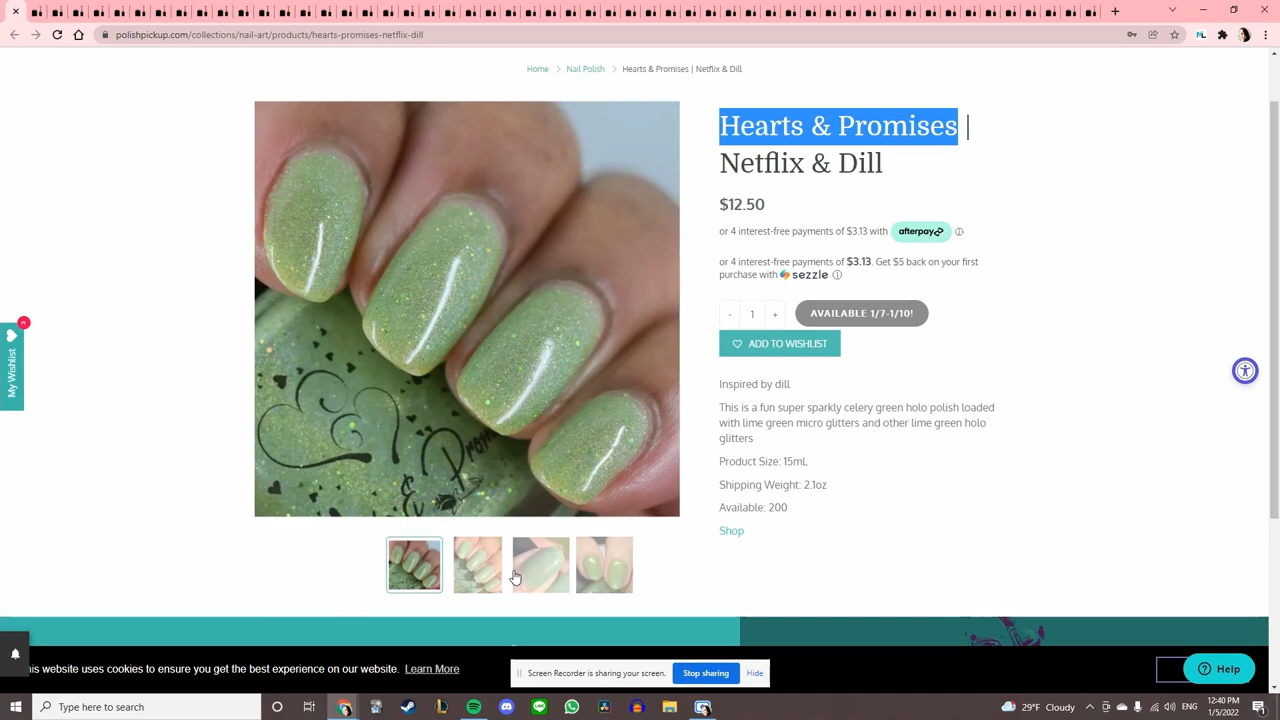 polishpickup.com/collections/nail-art/products/hearts-promises-netflix-dill
Home
Nail Polish
Hearts & Promises | Netflix & Dill
Hearts & Promises |
Netflix & Dill
$12.50
or 4 interest-free payments of $3.13 with afterpay
or 4 interest-free payments of $3.13. Get $5 back on your first
purchase with sezzle
- 1 +
AVAILABLE 1/7-1/10!
ADD TO WISHLIST
My Wishlist
Inspired by dill
This is a fun super sparkly celery green holo polish loaded
with lime green micro glitters and other lime green holo
glitters
Product Size: 15mL
Shipping Weight: 2.1oz
Available: 200
Shop
is website uses cookies to ensure you get the best experience on our website. Learn More
Screen Recorder is sharing your screen.
Stop sharing
Hide
Help
Type here to search
29°F Cloudy
12:40 PM
1/5/2022